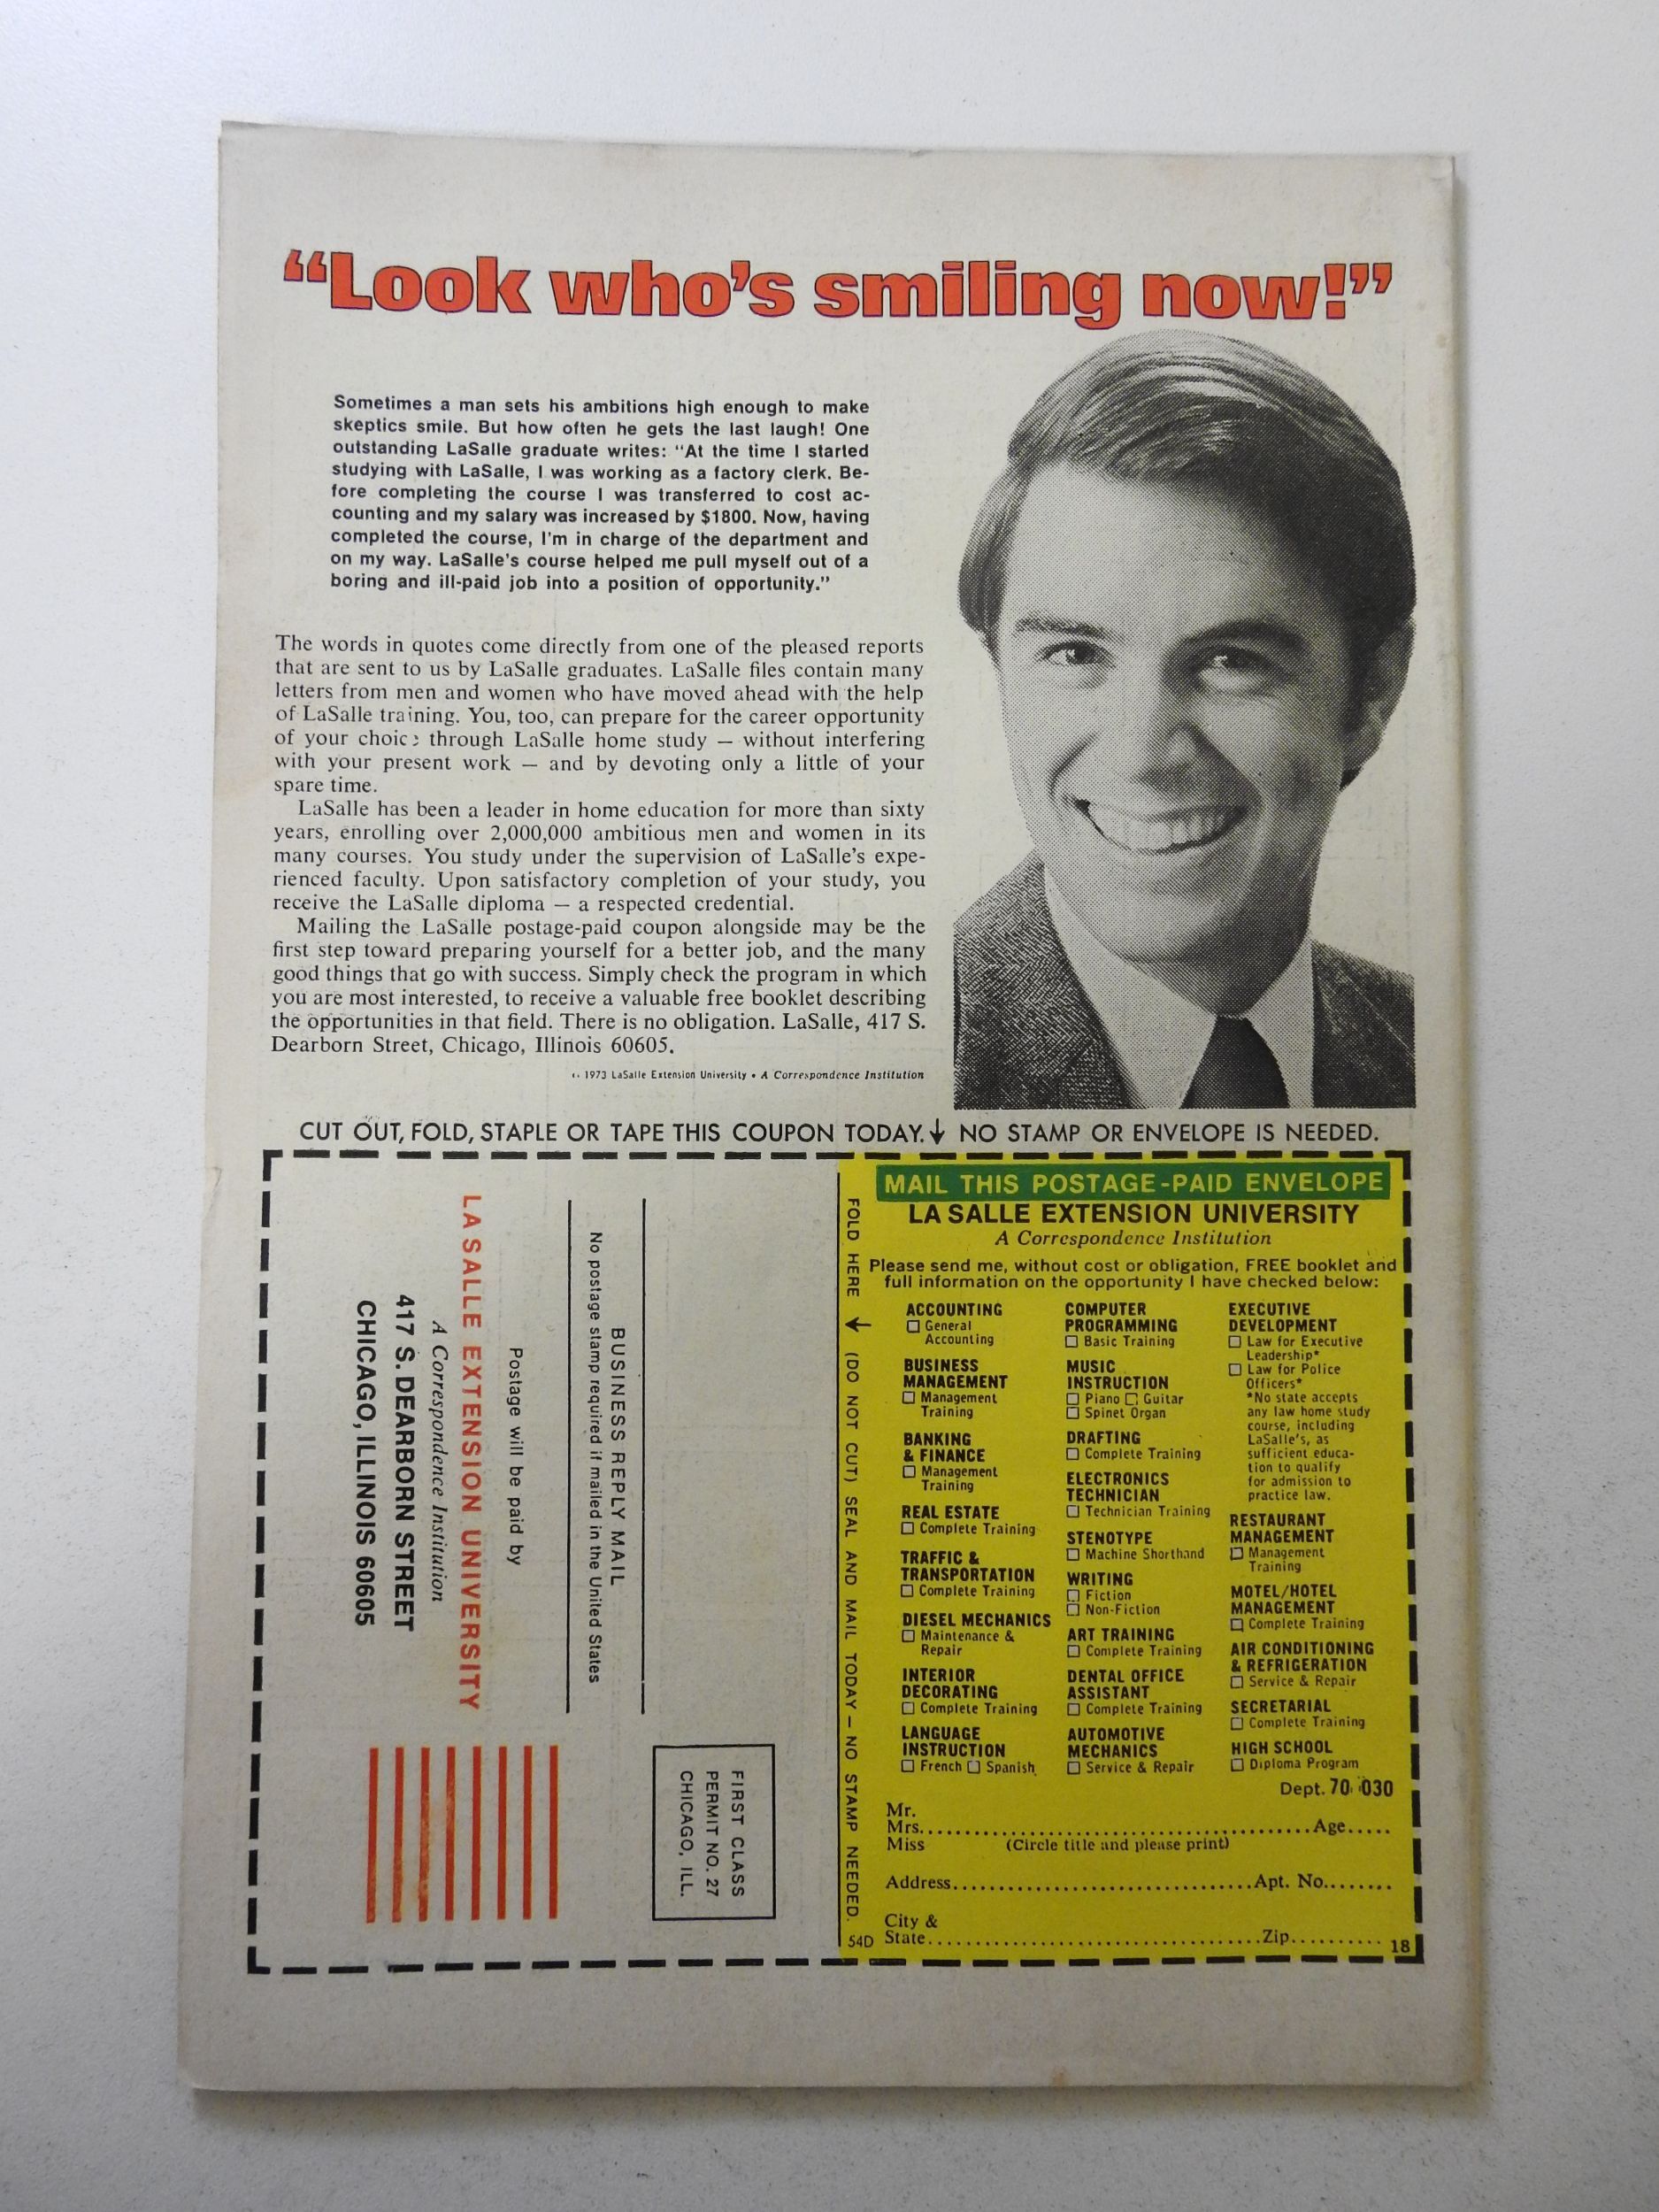 “Look who’s smiling now!”
Sometimes a man sets his ambitions high enough to make
skeptics smile. But how often he gets the last laugh! One
outstanding LaSalle graduate writes: “At the time I started
studying with LaSalle, I was working as a factory clerk. Be-
fore completing the course I was transferred to cost ac-
counting and my salary was increased by $1800. Now, having
completed the course, I'm in charge of the department and
on my way. LaSalle's course helped me pull myself out of a
boring and ill-paid job into a position of opportunity.”
The words in quotes come directly from one of the pleased reports
that are sent to us by LaSalle graduates. LaSalle files contain many
letters from men and women who have moved ahead with the help
of LaSalle training. You, too, can prepare for the career opportunity
of your choice through LaSalle home study — without interfering
with your present work — and by devoting only a little of your
spare time.
LaSalle has been a leader in home education for more than sixty
years, enrolling over 2,000,000 ambitious men and women in its
many courses. You study under the supervision of LaSalle's expe-
rienced faculty. Upon satisfactory completion of your study, you
receive the LaSalle diploma — a respected credential.
Mailing the LaSalle postage-paid coupon alongside may be the
first step toward preparing yourself for a better job, and the many
good things that go with success. Simply check the program in which
you are most interested, to receive a valuable free booklet describing
the opportunities in that field. There is no obligation. LaSalle, 417 S.
Dearborn Street, Chicago, Illinois 60605.
1973 LaSalle Extension University • A Correspondence Institution
CUT OUT, FOLD, STAPLE OR TAPE THIS COUPON TODAY. ↓ NO STAMP OR ENVELOPE IS NEEDED.
FIRST CLASS
PERMIT NO. 27
CHICAGO, ILL.
BUSINESS REPLY MAIL
No postage stamp required if mailed in the United States
Postage will be paid by
LA SALLE EXTENSION UNIVERSITY
A Correspondence Institution
417 S. DEARBORN STREET
CHICAGO, ILLINOIS 60605
FOLD HERE ↓ (DO NOT CUT) SEAL AND MAIL TODAY — NO STAMP NEEDED.
54D
MAIL THIS POSTAGE-PAID ENVELOPE
LA SALLE EXTENSION UNIVERSITY
A Correspondence Institution
Please send me, without cost or obligation, FREE booklet and
full information on the opportunity I have checked below:
ACCOUNTING
☐ General
Accounting
BUSINESS
MANAGEMENT
☐ Management
Training
BANKING
& FINANCE
☐ Management
Training
REAL ESTATE
☐ Complete Training
TRAFFIC &
TRANSPORTATION
☐ Complete Training
DIESEL MECHANICS
☐ Maintenance &
Repair
INTERIOR
DECORATING
☐ Complete Training
LANGUAGE
INSTRUCTION
☐ French ☐ Spanish
COMPUTER
PROGRAMMING
☐ Basic Training
MUSIC
INSTRUCTION
☐ Piano ☐ Guitar
☐ Spinet Organ
DRAFTING
☐ Complete Training
ELECTRONICS
TECHNICIAN
☐ Technician Training
STENOTYPE
☐ Machine Shorthand
WRITING
☐ Fiction
☐ Non-Fiction
ART TRAINING
☐ Complete Training
DENTAL OFFICE
ASSISTANT
☐ Complete Training
AUTOMOTIVE
MECHANICS
☐ Service & Repair
EXECUTIVE
DEVELOPMENT
☐ Law for Executive
Leadership*
☐ Law for Police
Officers*
*No state accepts
any law home study
course, including
LaSalle's, as
sufficient educa-
tion to qualify
for admission to
practice law.
RESTAURANT
MANAGEMENT
☐ Management
Training
MOTEL/HOTEL
MANAGEMENT
☐ Complete Training
AIR CONDITIONING
& REFRIGERATION
☐ Service & Repair
SECRETARIAL
☐ Complete Training
HIGH SCHOOL
☐ Diploma Program
Dept. 70-030
Mr.
Mrs. Age
Miss (Circle title and please print)
Address Apt. No.
City &
State Zip
18